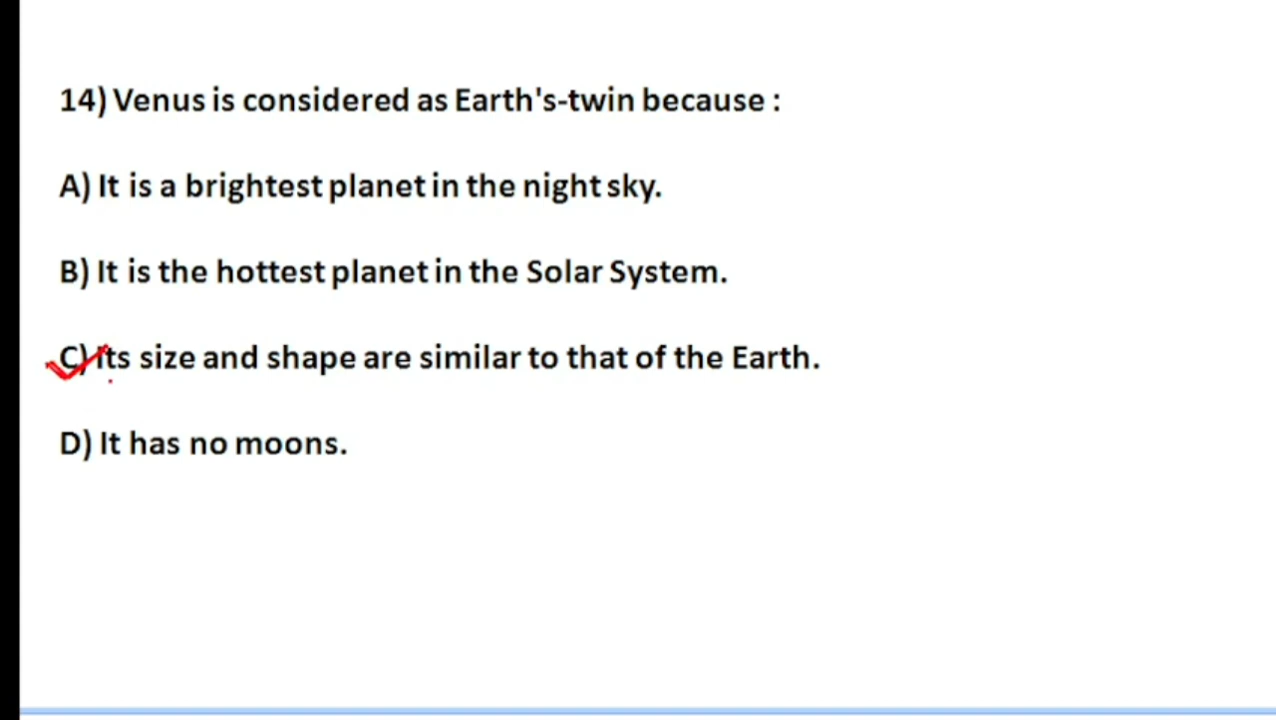 14) Venus is considered as Earth's-twin because :
A) It is a brightest planet in the night sky.
B) It is the hottest planet in the Solar System.
C) Its size and shape are similar to that of the Earth.
D) It has no moons.